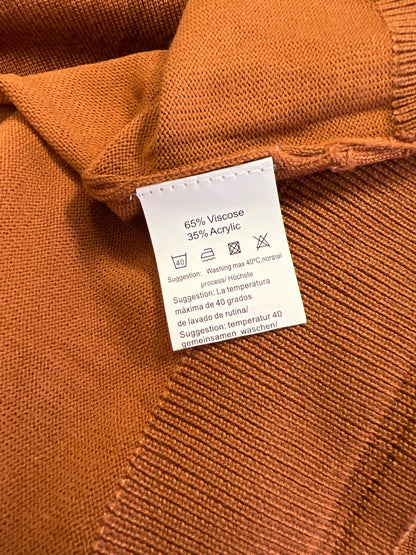 65% Viscose
35% Acrylic
40
Suggestion: Washing max 40°C,normal
process/ Höchste
Suggestion: La temperatura
máxima de 40 grados
de lavado de rutina/
Suggestion: temperatur 40
gemeinsamen waschen/